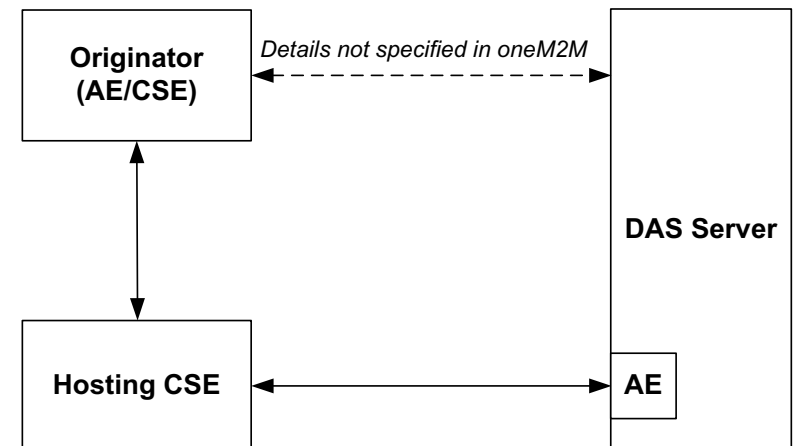 Originator
(AE/CSE)
Details not specified in oneM2M
DAS Server
Hosting CSE
AE